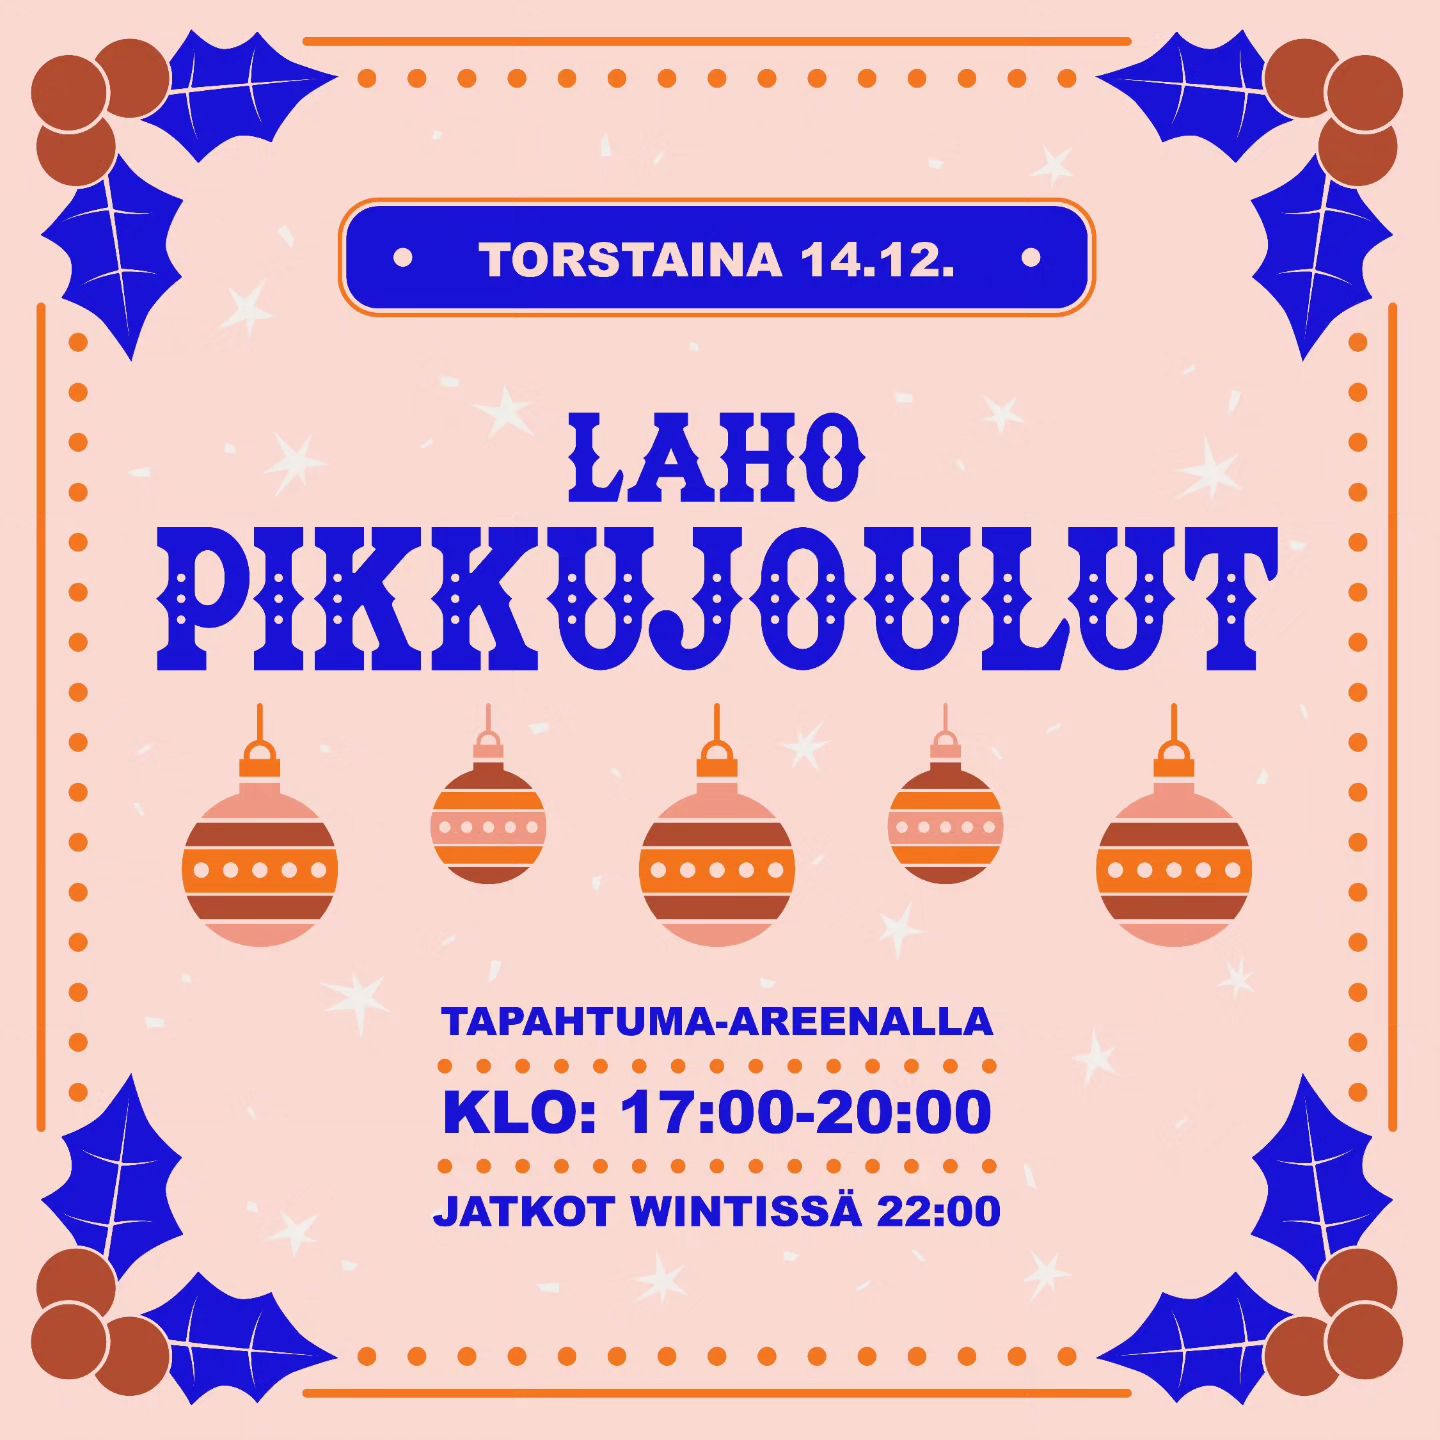 TORSTAINA 14.12.
LAHO
PIKKUJOULUT
TAPAHTUMA-AREENALLA
KLO: 17:00-20:00
JATKOT WINTISSÄ 22:00